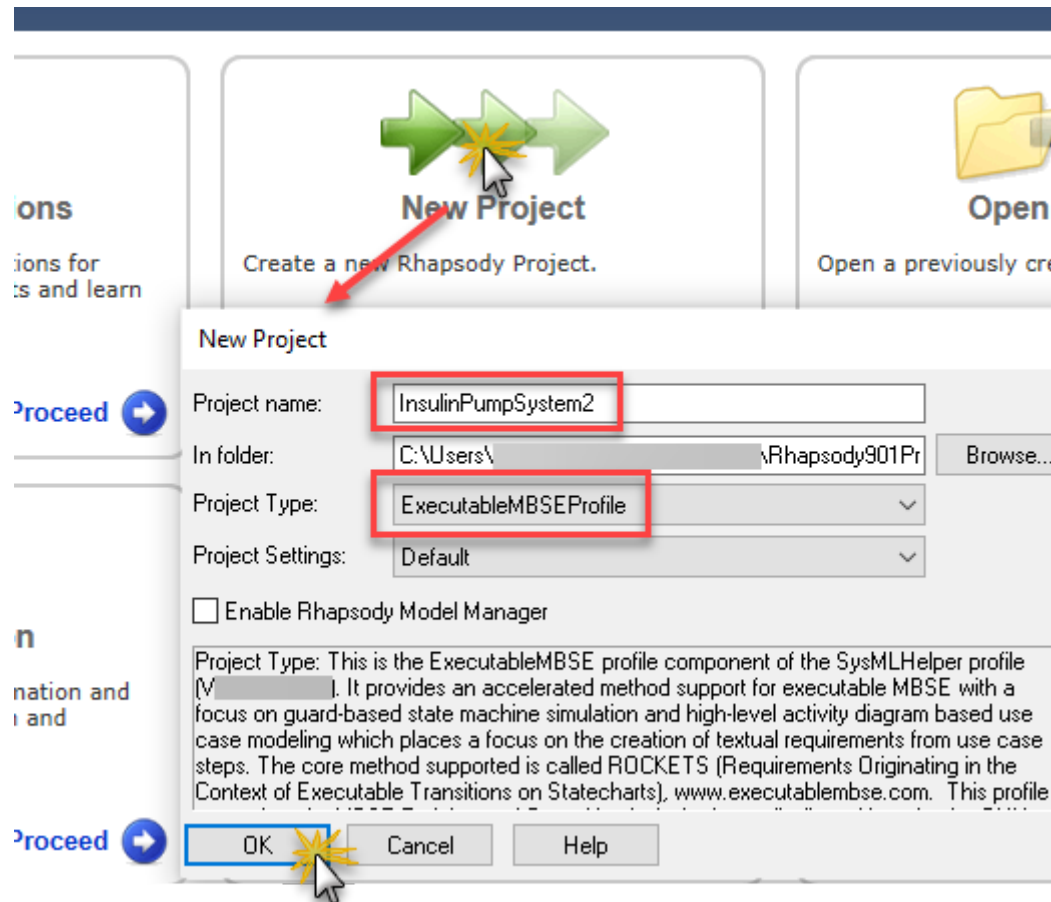 ons
New Project
Open
ions for
ts and learn
Create a new Rhapsody Project.
Open a previously cre
Proceed
New Project
Project name:
InsulinPumpSystem2
In folder:
C:\Users\ \Rhapsody901Pr
Browse...
Project Type:
ExecutableMBSEProfile
Project Settings:
Default
Enable Rhapsody Model Manager
n
mation and
n and
Project Type: This is the ExecutableMBSE profile component of the SysMLHelper profile
(V ). It provides an accelerated method support for executable MBSE with a
focus on guard-based state machine simulation and high-level activity diagram based use
case modeling which places a focus on the creation of textual requirements from use case
steps. The core method supported is called ROCKETS (Requirements Originating in the
Context of Executable Transitions on Statecharts), www.executablembse.com. This profile
Proceed
OK
Cancel
Help